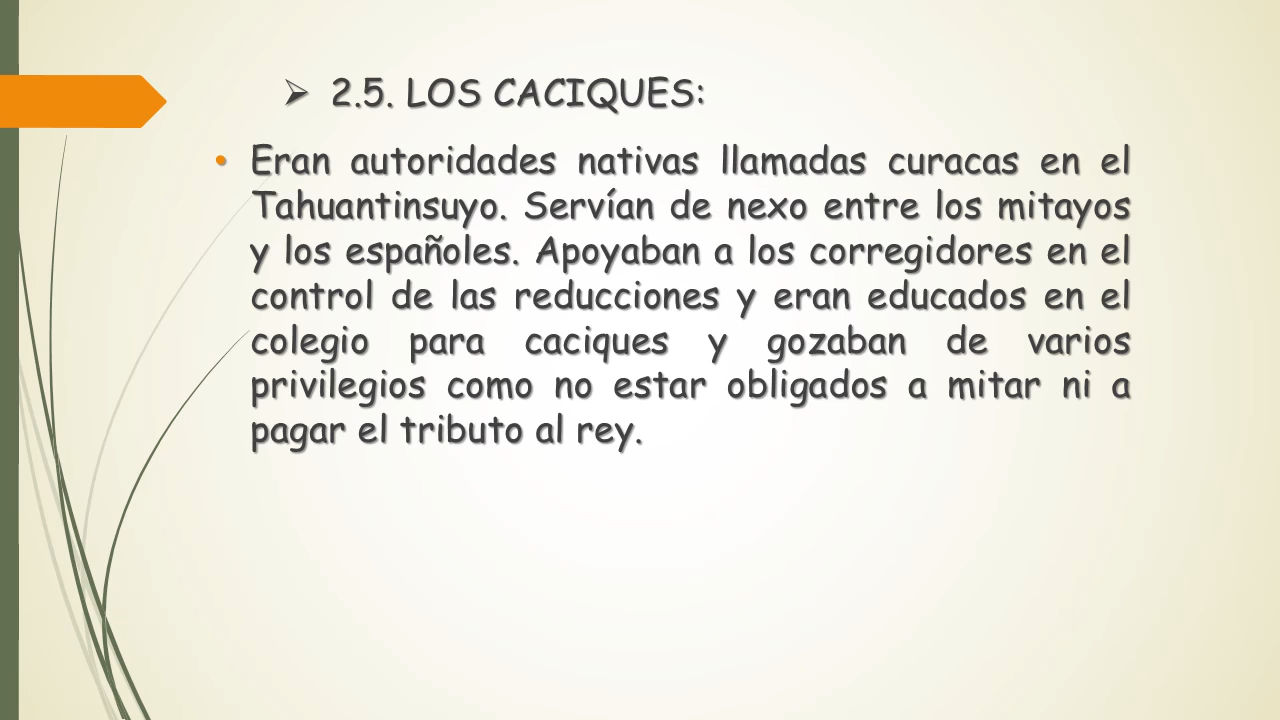 ➢ 2.5. LOS CACIQUES:
• Eran autoridades nativas llamadas curacas en el
Tahuantinsuyo. Servían de nexo entre los mitayos
y los españoles. Apoyaban a los corregidores en el
control de las reducciones y eran educados en el
colegio para caciques y gozaban de varios
privilegios como no estar obligados a mitar ni a
pagar el tributo al rey.